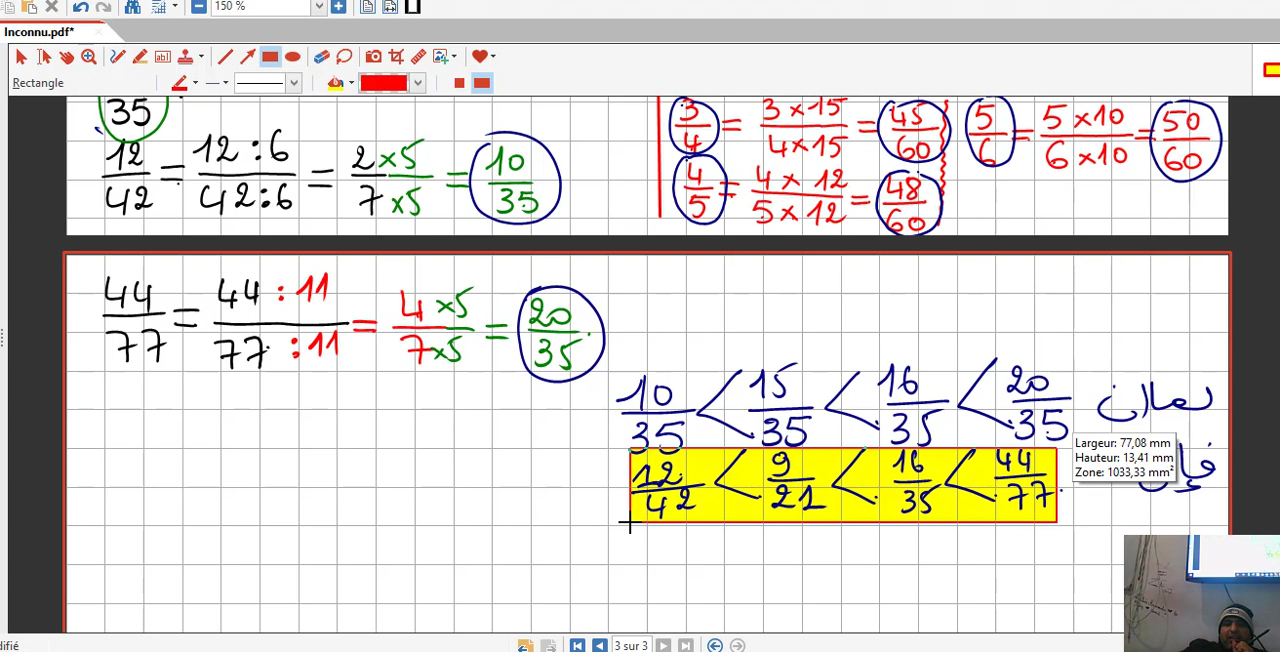 150 %
Inconnu.pdf*
Rectangle
35
12/42 = 12:6/42:6 = 2×5/7×5 = 10/35
3/4 = 3×15/4×15 = 45/60
4/5 = 4×12/5×12 = 48/60
5/6 = 5×10/6×10 = 50/60
44/77 = 44:11/77:11 = 4×5/7×5 = 20/35
10/35 < 15/35 < 16/35 < 20/35
12/42 < 9/21 < 16/35 < 44/77
Largeur: 77,08 mm
Hauteur: 13,41 mm
Zone: 1033,33 mm²
difié
3 sur 3